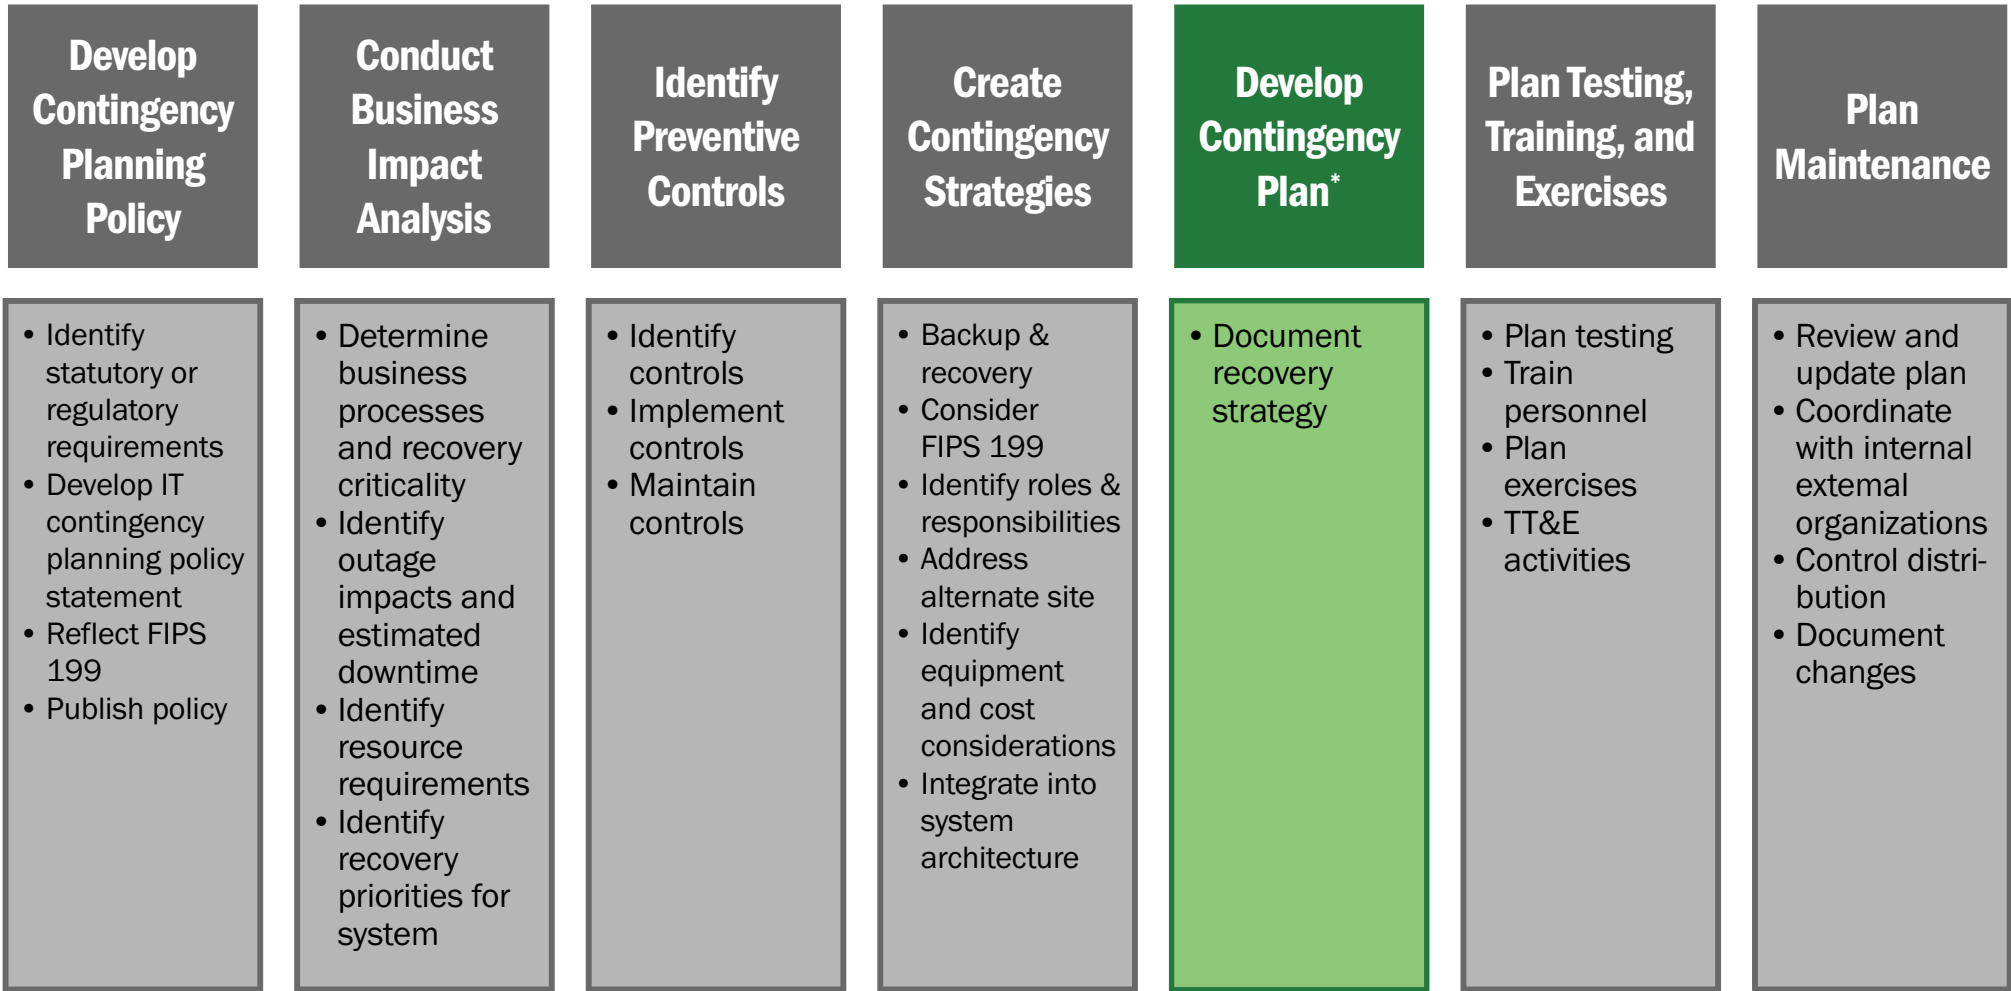 Develop
Contingency
Planning
Policy
• Identify
statutory or
regulatory
requirements
• Develop IT
contingency
planning policy
statement
• Reflect FIPS
199
• Publish policy
Conduct
Business
Impact
Analysis
• Determine
business
processes
and recovery
criticality
• Identify
outage
impacts and
estimated
downtime
• Identify
resource
requirements
• Identify
recovery
priorities for
system
Identify
Preventive
Controls
• Identify
controls
• Implement
controls
• Maintain
controls
Create
Contingency
Strategies
• Backup &
recovery
• Consider
FIPS 199
• Identify roles &
responsibilities
• Address
alternate site
• Identify
equipment
and cost
considerations
• Integrate into
system
architecture
Develop
Contingency
Plan*
• Document
recovery
strategy
Plan Testing,
Training, and
Exercises
• Plan testing
• Train
personnel
• Plan
exercises
• TT&E
activities
Plan
Maintenance
• Review and
update plan
• Coordinate
with internal
extemal
organizations
• Control distri-
bution
• Document
changes